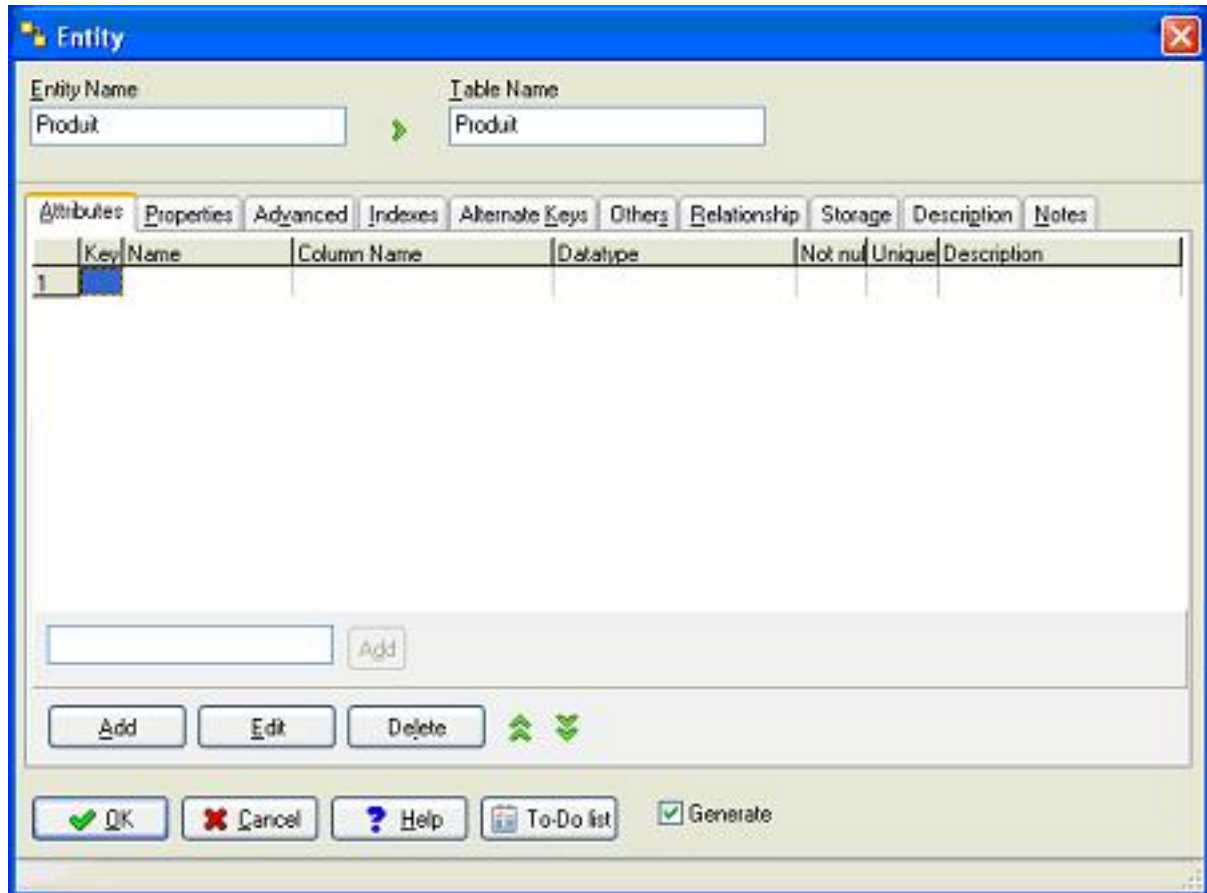 Entity
Entity Name Table Name
Produit Produit
Attributes Properties Advanced Indexes Alternate Keys Others Relationship Storage Description Notes
Key Name Column Name Datatype Not nul Unique Description
1
Add
Add Edit Delete
OK Cancel ? Help To-Do list Generate